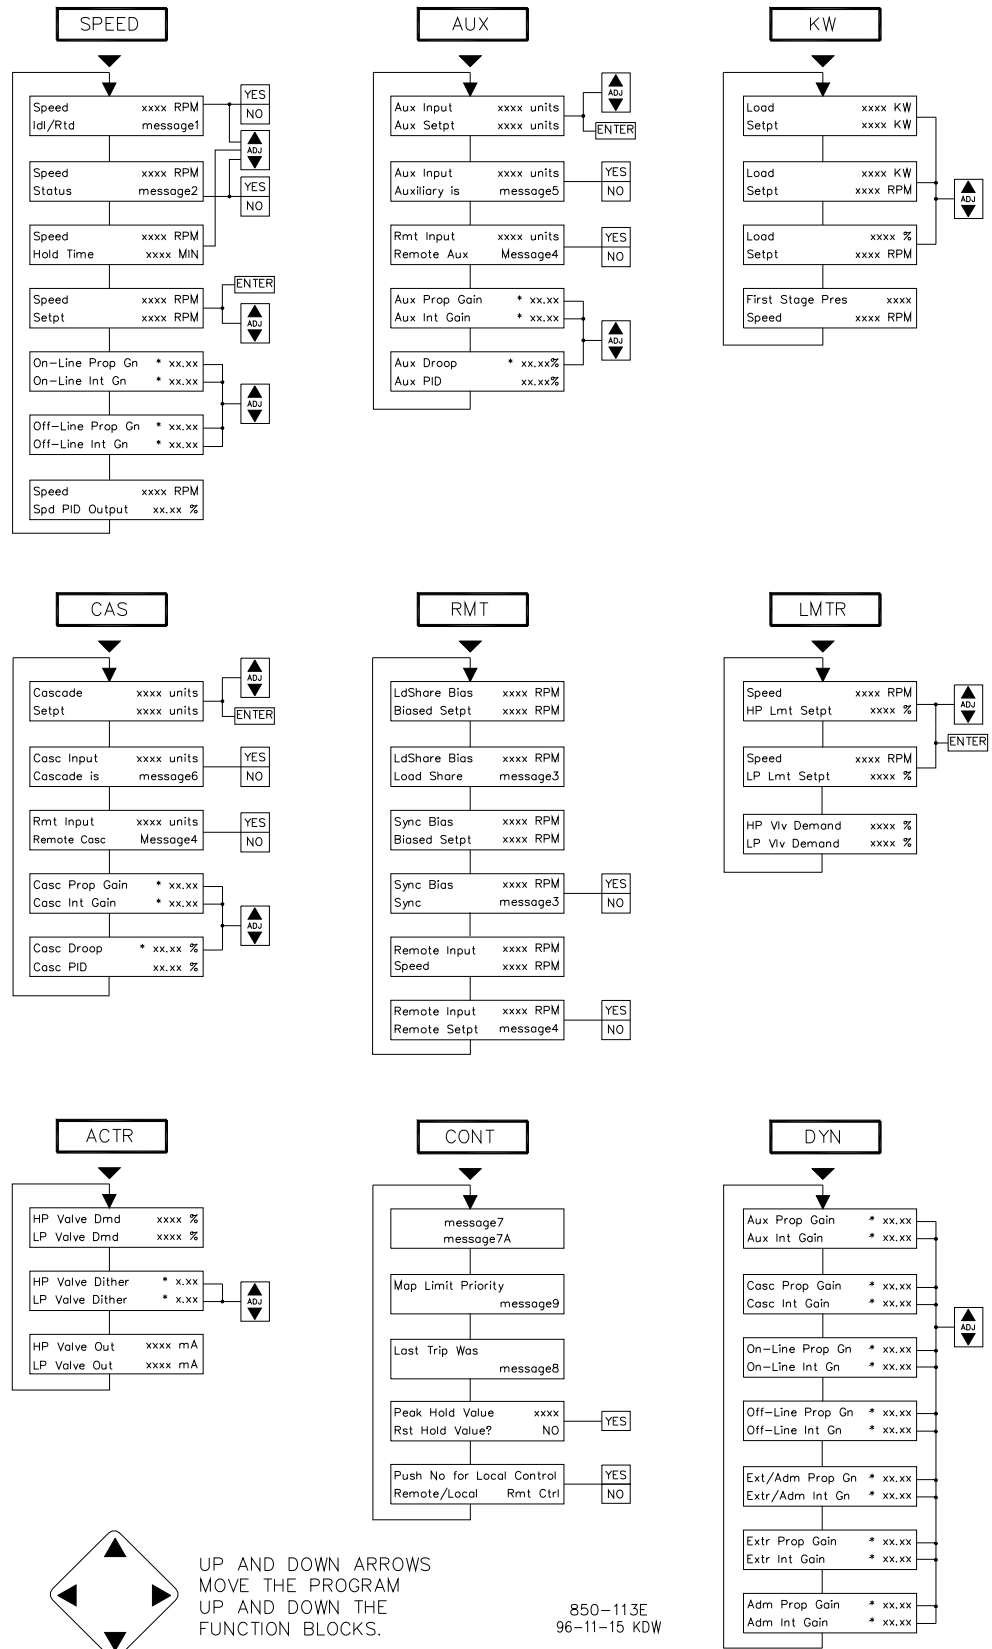 SPEED
Speed xxxx RPM
Idl/Rtd message1
YES
NO
ADJ
Speed xxxx RPM
Status message2
YES
NO
Speed xxxx RPM
Hold Time xxxx MIN
Speed xxxx RPM
Setpt xxxx RPM
ENTER
ADJ
On-Line Prop Gn * xx.xx
On-Line Int Gn * xx.xx
ADJ
Off-Line Prop Gn * xx.xx
Off-Line Int Gn * xx.xx
Speed xxxx RPM
Spd PID Output xx.xx %
AUX
Aux Input xxxx units
Aux Setpt xxxx units
ADJ
ENTER
Aux Input xxxx units
Auxiliary is message5
YES
NO
Rmt Input xxxx units
Remote Aux Message4
YES
NO
Aux Prop Gain * xx.xx
Aux Int Gain * xx.xx
ADJ
Aux Droop * xx.xx%
Aux PID xx.xx%
KW
Load xxxx KW
Setpt xxxx KW
Load xxxx KW
Setpt xxxx RPM
ADJ
Load xxxx %
Setpt xxxx RPM
First Stage Pres xxxx
Speed xxxx RPM
CAS
Cascade xxxx units
Setpt xxxx units
ADJ
ENTER
Casc Input xxxx units
Cascade is message6
YES
NO
Rmt Input xxxx units
Remote Casc Message4
YES
NO
Casc Prop Gain * xx.xx
Casc Int Gain * xx.xx
ADJ
Casc Droop * xx.xx %
Casc PID xx.xx %
RMT
LdShare Bias xxxx RPM
Biased Setpt xxxx RPM
LdShare Bias xxxx RPM
Load Share message3
Sync Bias xxxx RPM
Biased Setpt xxxx RPM
Sync Bias xxxx RPM
Sync message3
YES
NO
Remote Input xxxx RPM
Speed xxxx RPM
Remote Input xxxx RPM
Remote Setpt message4
YES
NO
LMTR
Speed xxxx RPM
HP Lmt Setpt xxxx %
ADJ
ENTER
Speed xxxx RPM
LP Lmt Setpt xxxx %
HP Vlv Demand xxxx %
LP Vlv Demand xxxx %
ACTR
HP Valve Dmd xxxx %
LP Valve Dmd xxxx %
HP Valve Dither * x.xx
LP Valve Dither * x.xx
ADJ
HP Valve Out xxxx mA
LP Valve Out xxxx mA
CONT
message7
message7A
Map Limit Priority
message9
Last Trip Was
message8
Peak Hold Value xxxx
Rst Hold Value? NO
YES
Push No for Local Control
Remote/Local Rmt Ctrl
YES
NO
DYN
Aux Prop Gain * xx.xx
Aux Int Gain * xx.xx
Casc Prop Gain * xx.xx
Casc Int Gain * xx.xx
ADJ
On-Line Prop Gn * xx.xx
On-Line Int Gn * xx.xx
Off-Line Prop Gn * xx.xx
Off-Line Int Gn * xx.xx
Ext/Adm Prop Gn * xx.xx
Extr/Adm Int Gn * xx.xx
Extr Prop Gain * xx.xx
Extr Int Gain * xx.xx
Adm Prop Gain * xx.xx
Adm Int Gain * xx.xx
UP AND DOWN ARROWS
MOVE THE PROGRAM
UP AND DOWN THE
FUNCTION BLOCKS.
850-113E
96-11-15 KDW